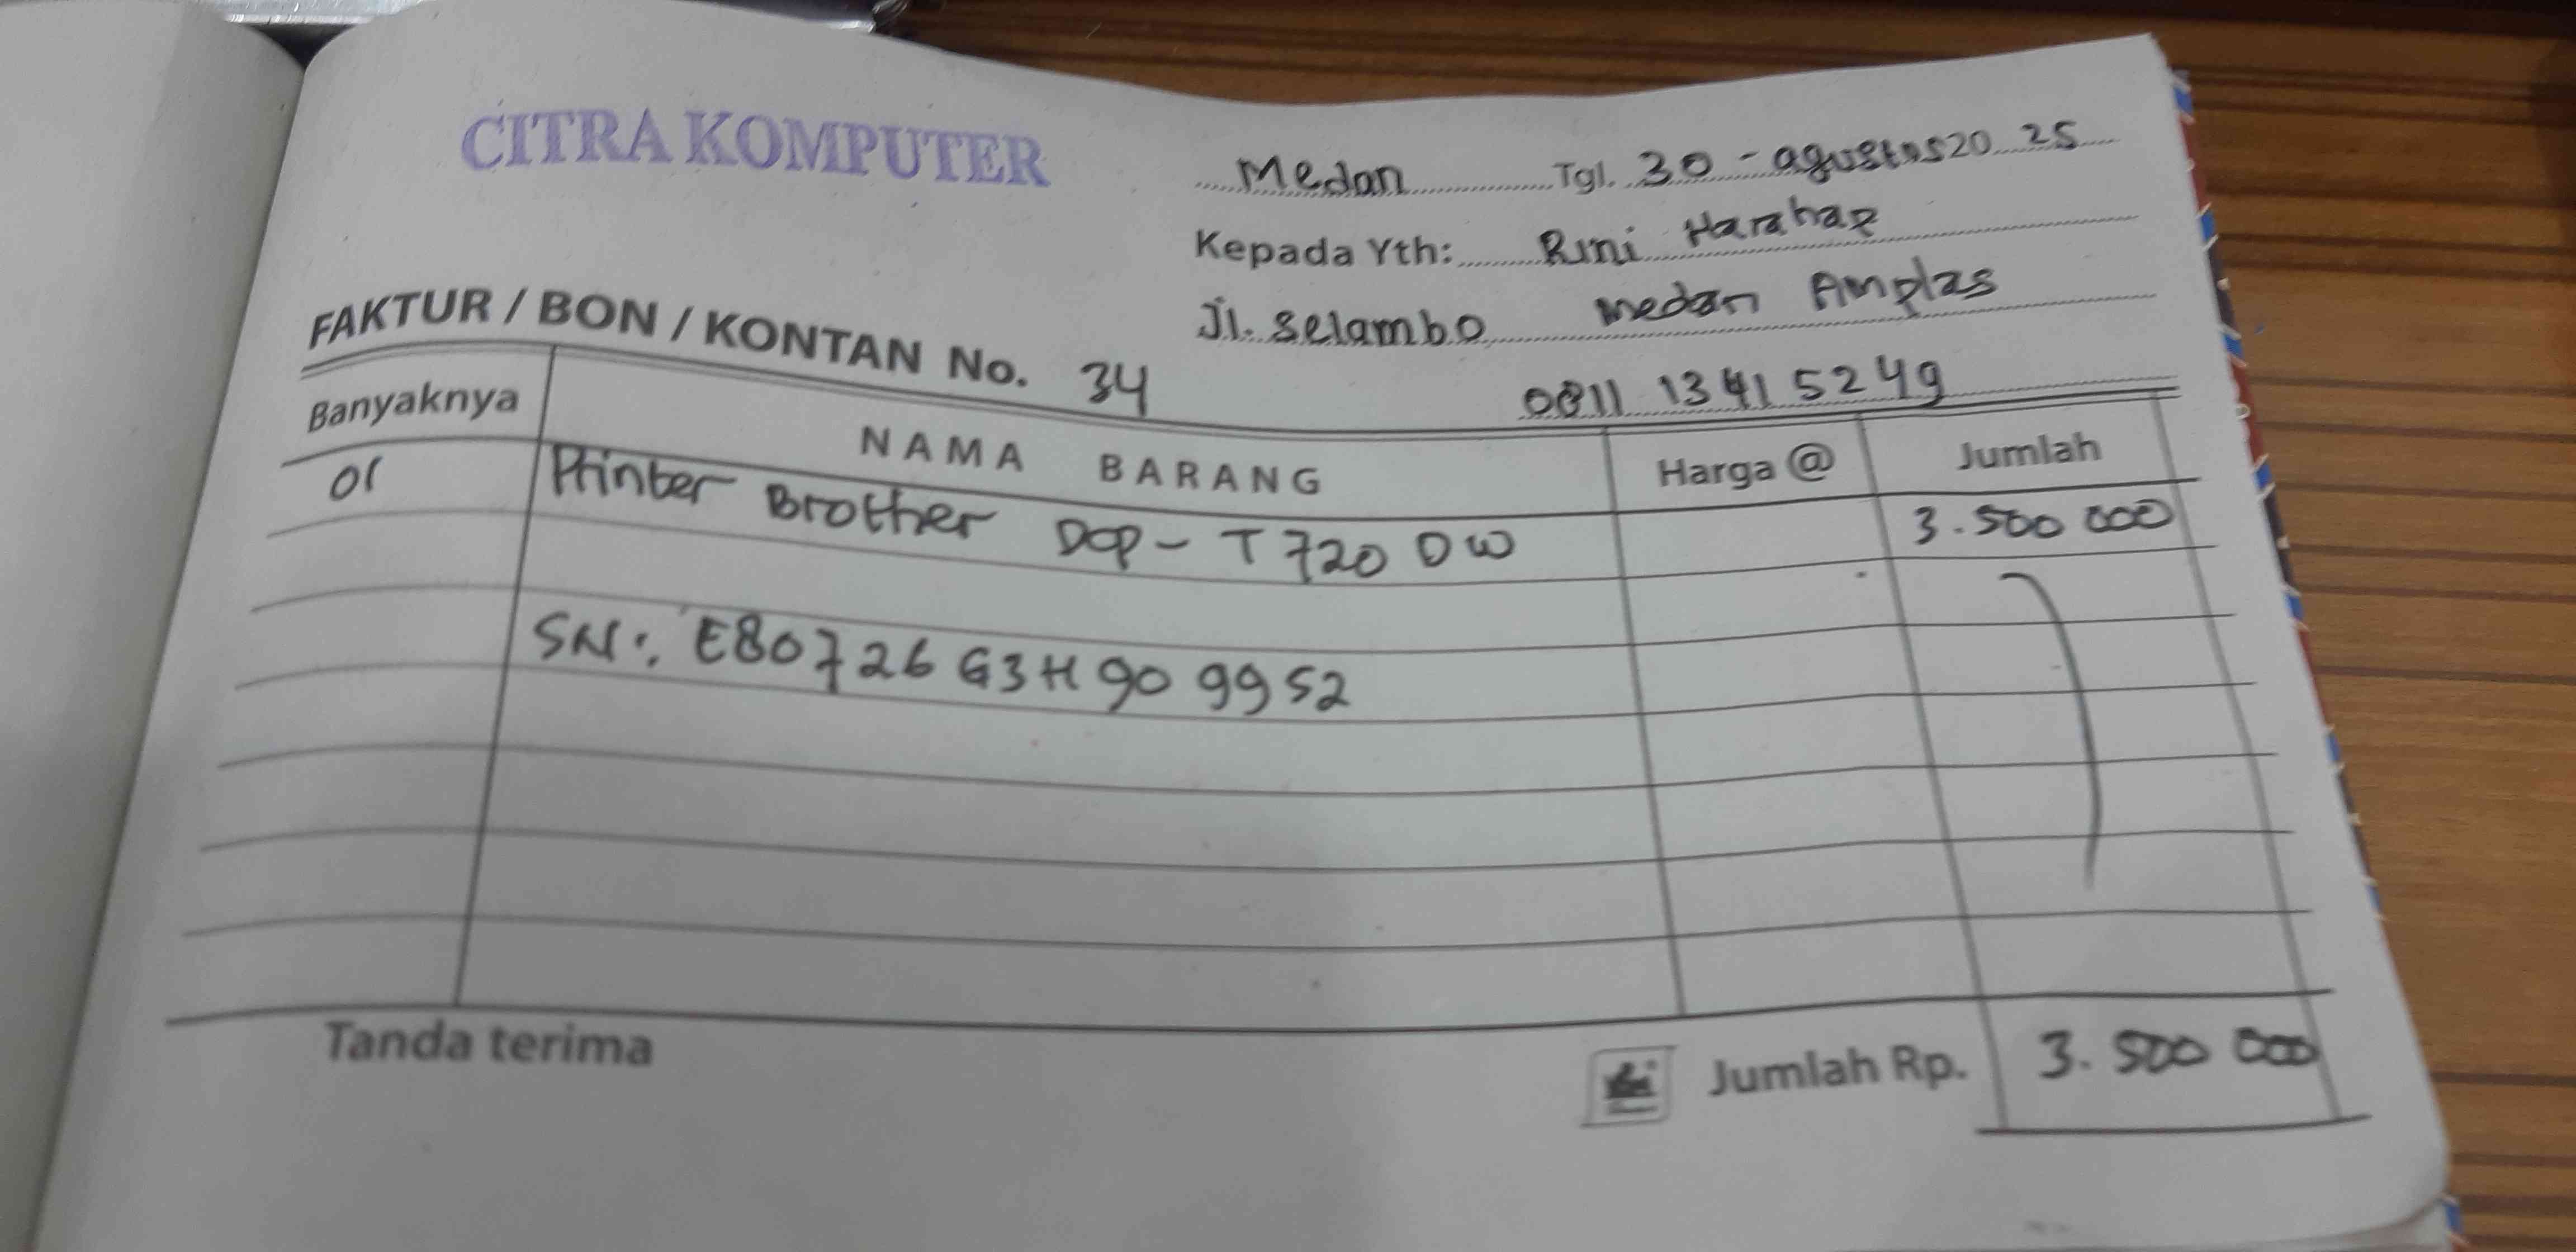 CITRA KOMPUTER
Medan Tgl. 30 - agustus 20 25
Kepada Yth: Rini Harahap
Jl. Selambo Medan Amplas
0811 1341 5249
FAKTUR / BON / KONTAN No. 34
Banyaknya NAMA BARANG Harga @ Jumlah
01 Printer Brother Dcp - T720 DW 3.500 000
SN: E80726G3H909952
Tanda terima Jumlah Rp. 3.500 000